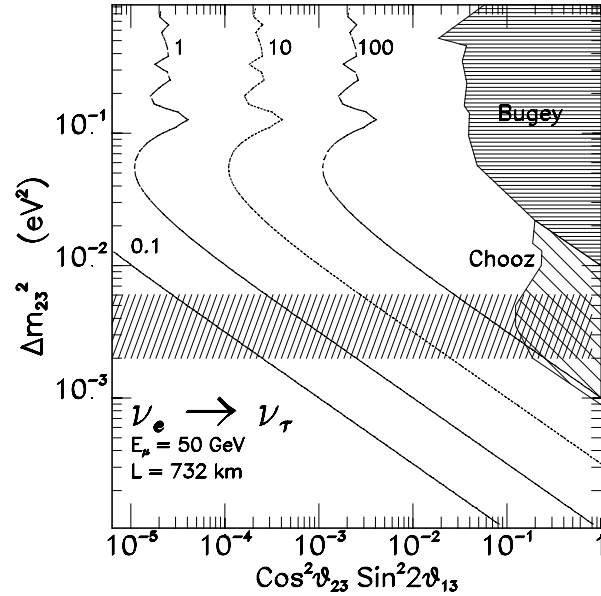 1 10 100
Bugey
10⁻¹
Δm₂₃² (eV²)
0.1
Chooz
10⁻²
10⁻³
νₑ → ν_τ
E_μ = 50 GeV
L = 732 km
10⁻⁵ 10⁻⁴ 10⁻³ 10⁻² 10⁻¹ 1
Cos²ϑ₂₃ Sin²2ϑ₁₃